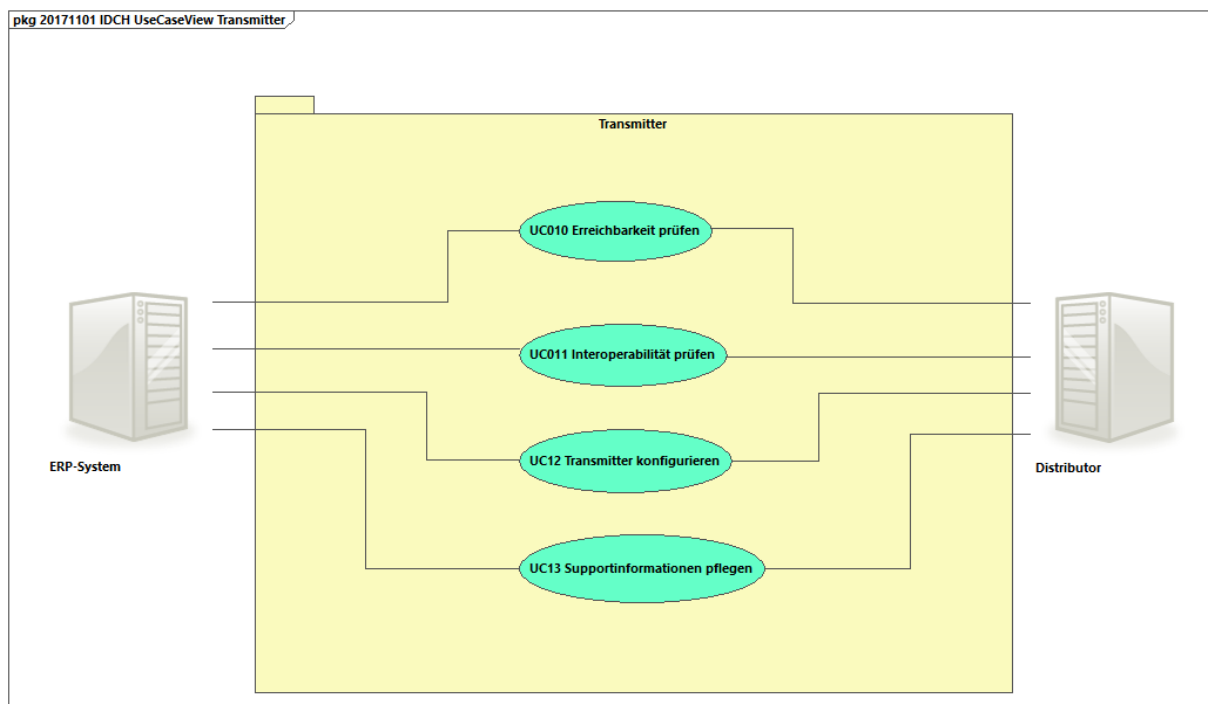 pkg 20171101 IDCH UseCaseView Transmitter
Transmitter
UC010 Erreichbarkeit prüfen
UC011 Interoperabilität prüfen
UC12 Transmitter konfigurieren
ERP-System
Distributor
UC13 Supportinformationen pflegen